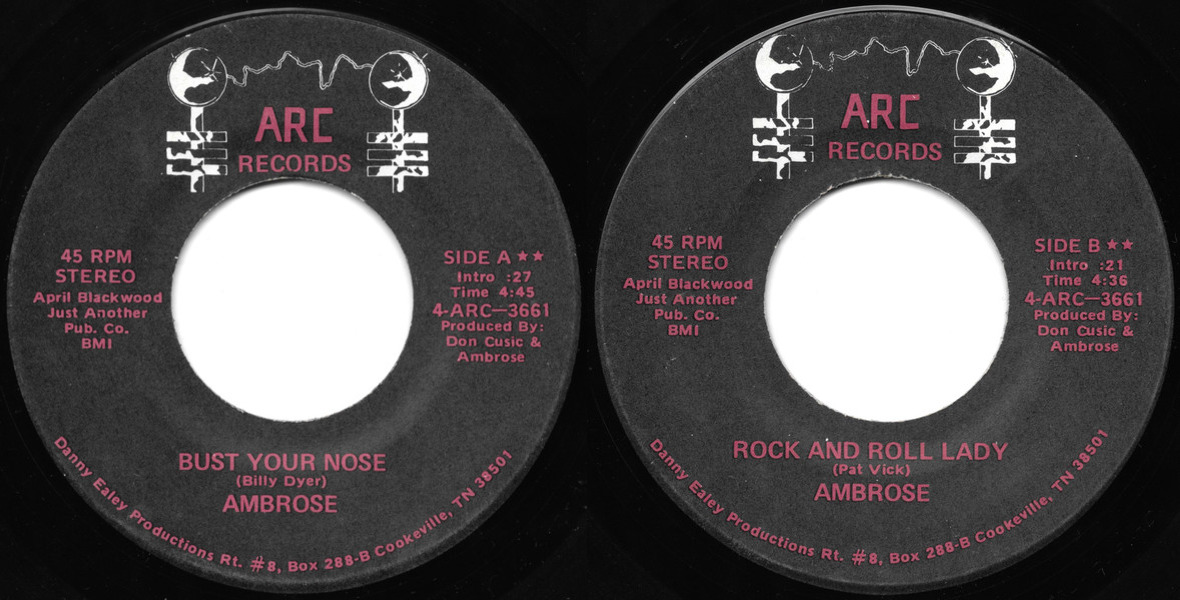 ARC
RECORDS
45 RPM
STEREO
April Blackwood
Just Another
Pub. Co.
BMI
SIDE A ★★
Intro :27
Time 4:45
4-ARC—3661
Produced By:
Don Cusic &
Ambrose
BUST YOUR NOSE
(Billy Dyer)
AMBROSE
Danny Ealey Productions Rt. #8, Box 288-B Cookeville, TN 38501
ARC
RECORDS
45 RPM
STEREO
April Blackwood
Just Another
Pub. Co.
BMI
SIDE B ★★
Intro :21
Time 4:36
4-ARC—3661
Produced By:
Don Cusic &
Ambrose
ROCK AND ROLL LADY
(Pat Vick)
AMBROSE
Danny Ealey Productions Rt. #8, Box 288-B Cookeville, TN 38501